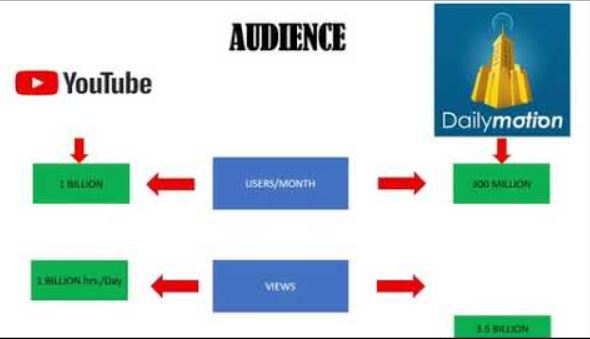 AUDIENCE
YouTube
Dailymotion
1 BILLION
USERS/MONTH
300 MILLION
1 BILLION hrs./Day
VIEWS
3.5 BILLION